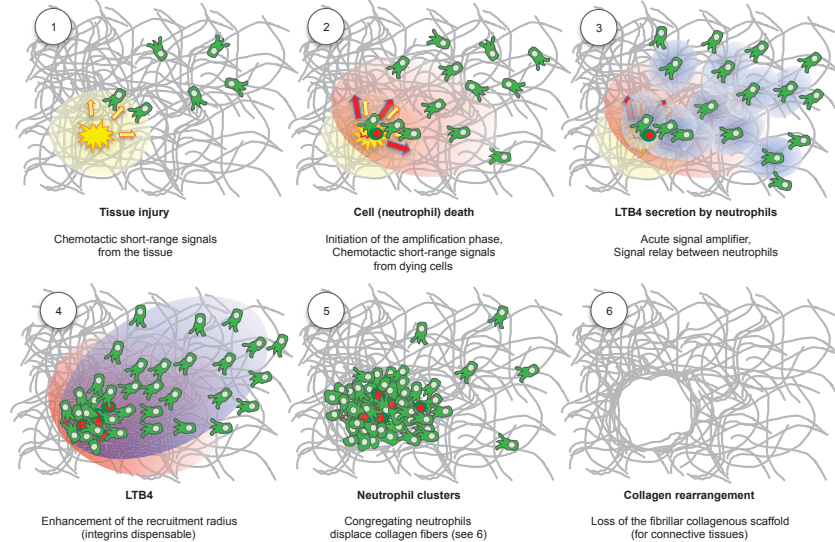 1
2
3
Tissue injury
Cell (neutrophil) death
LTB4 secretion by neutrophils
Chemotactic short-range signals
from the tissue
Initiation of the amplification phase,
Chemotactic short-range signals
from dying cells
Acute signal amplifier,
Signal relay between neutrophils
4
5
6
LTB4
Neutrophil clusters
Collagen rearrangement
Enhancement of the recruitment radius
(integrins dispensable)
Congregating neutrophils
displace collagen fibers (see 6)
Loss of the fibrillar collagenous scaffold
(for connective tissues)